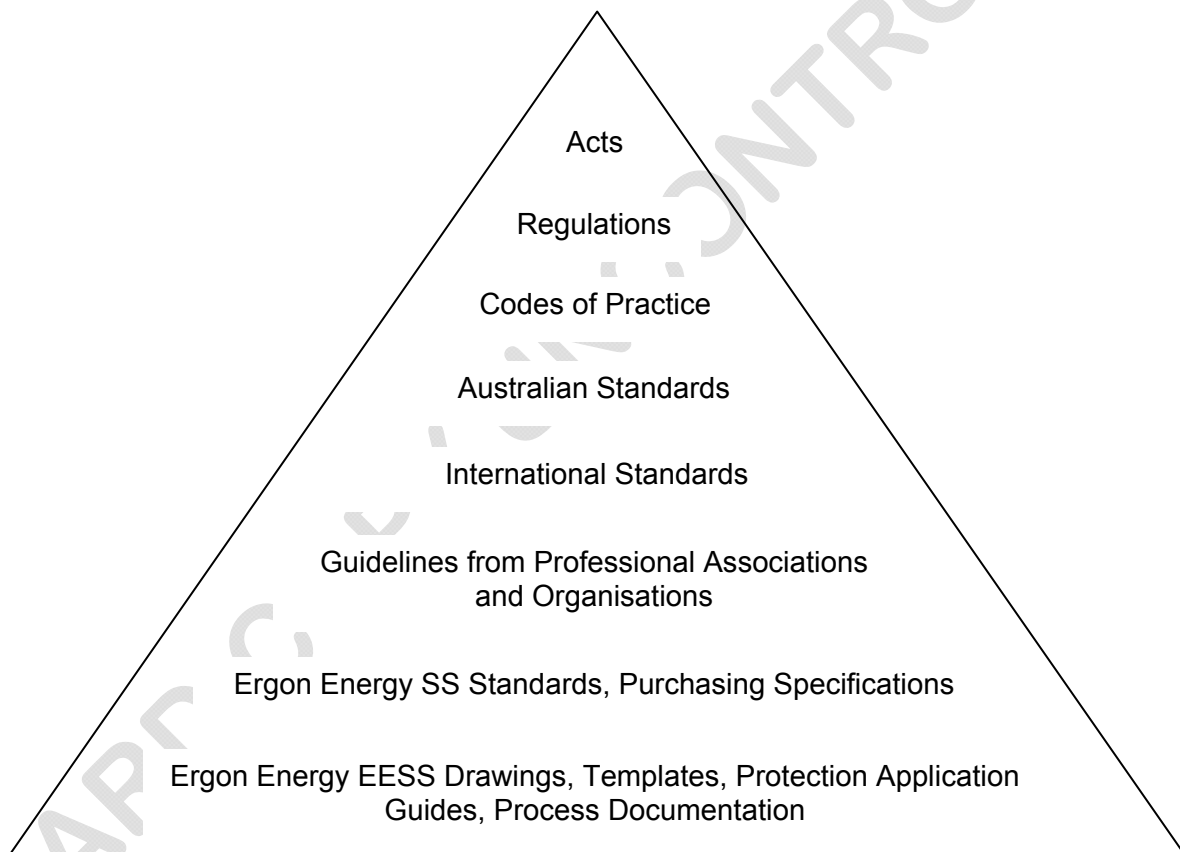 Acts
Regulations
Codes of Practice
Australian Standards
International Standards
Guidelines from Professional Associations
and Organisations
Ergon Energy SS Standards, Purchasing Specifications
Ergon Energy EESS Drawings, Templates, Protection Application
Guides, Process Documentation